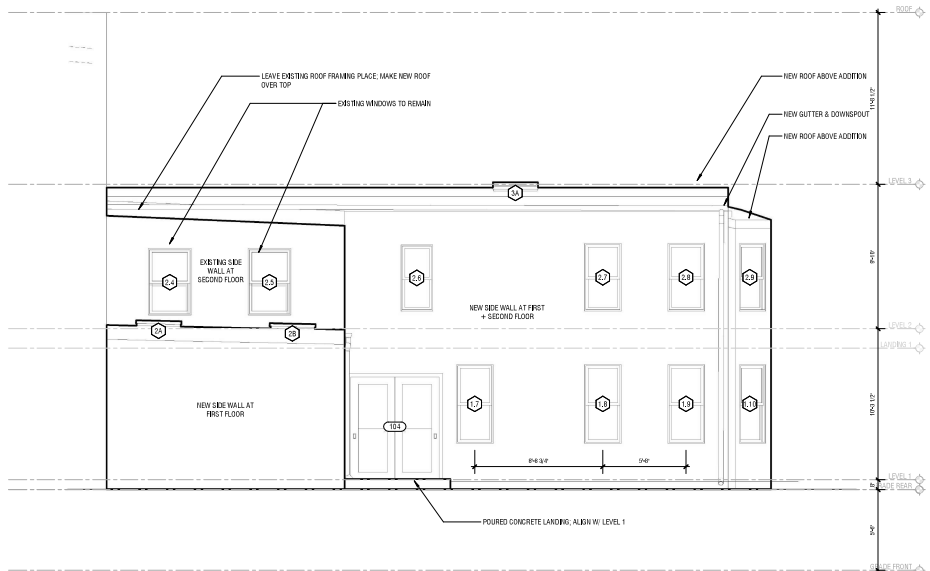 ROOF
LEAVE EXISTING ROOF FRAMING PLACE; MAKE NEW ROOF
OVER TOP
NEW ROOF ABOVE ADDITION
EXISTING WINDOWS TO REMAIN
11'-8 1/2"
NEW GUTTER & DOWNSPOUT
NEW ROOF ABOVE ADDITION
LEVEL 3
3A
EXISTING SIDE
WALL AT
SECOND FLOOR
2.4
2.5
2.6
2.7
2.8
2.9
9'-10"
NEW SIDE WALL AT FIRST
+ SECOND FLOOR
2A
2B
LEVEL 2
LANDING 1
NEW SIDE WALL AT
FIRST FLOOR
1.7
1.8
1.9
1.10
10'-3 1/2"
104
8'-8 3/4"
5'-8"
LEVEL 1
GRADE REAR
8"
POURED CONCRETE LANDING; ALIGN W/ LEVEL 1
5'-6"
GRADE FRONT